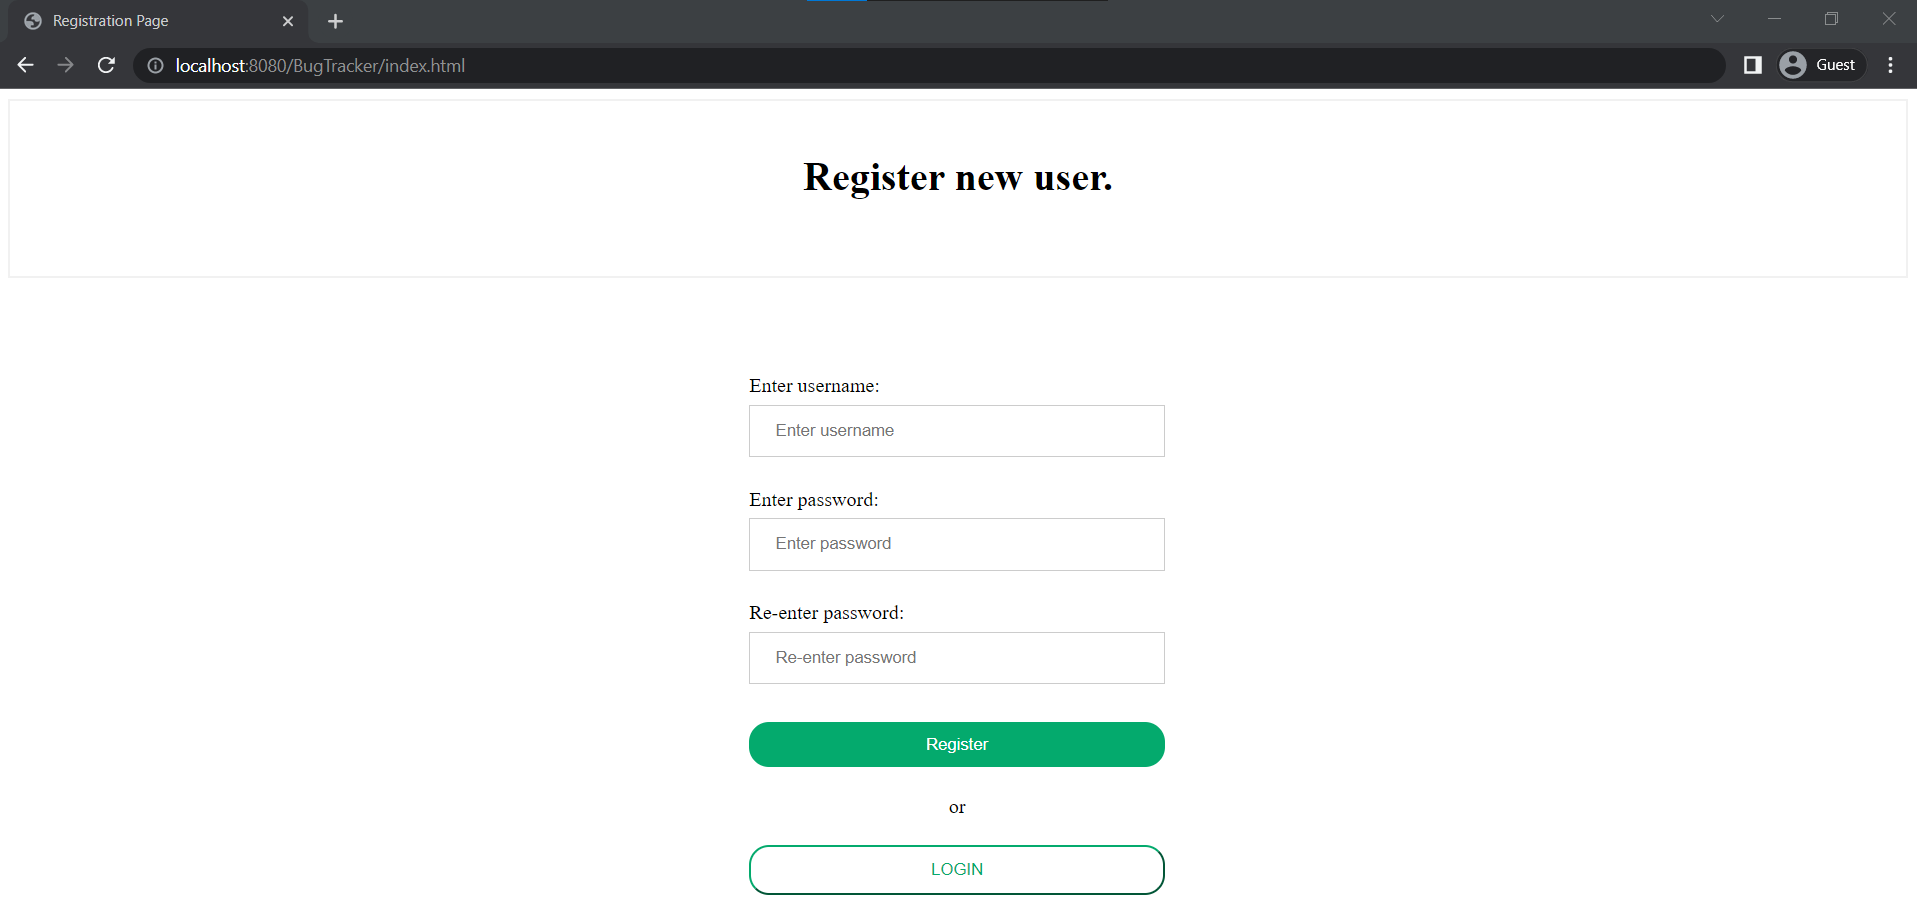 Registration Page
localhost:8080/BugTracker/index.html
Guest
Register new user.
Enter username:
Enter username
Enter password:
Enter password
Re-enter password:
Re-enter password
Register
or
LOGIN